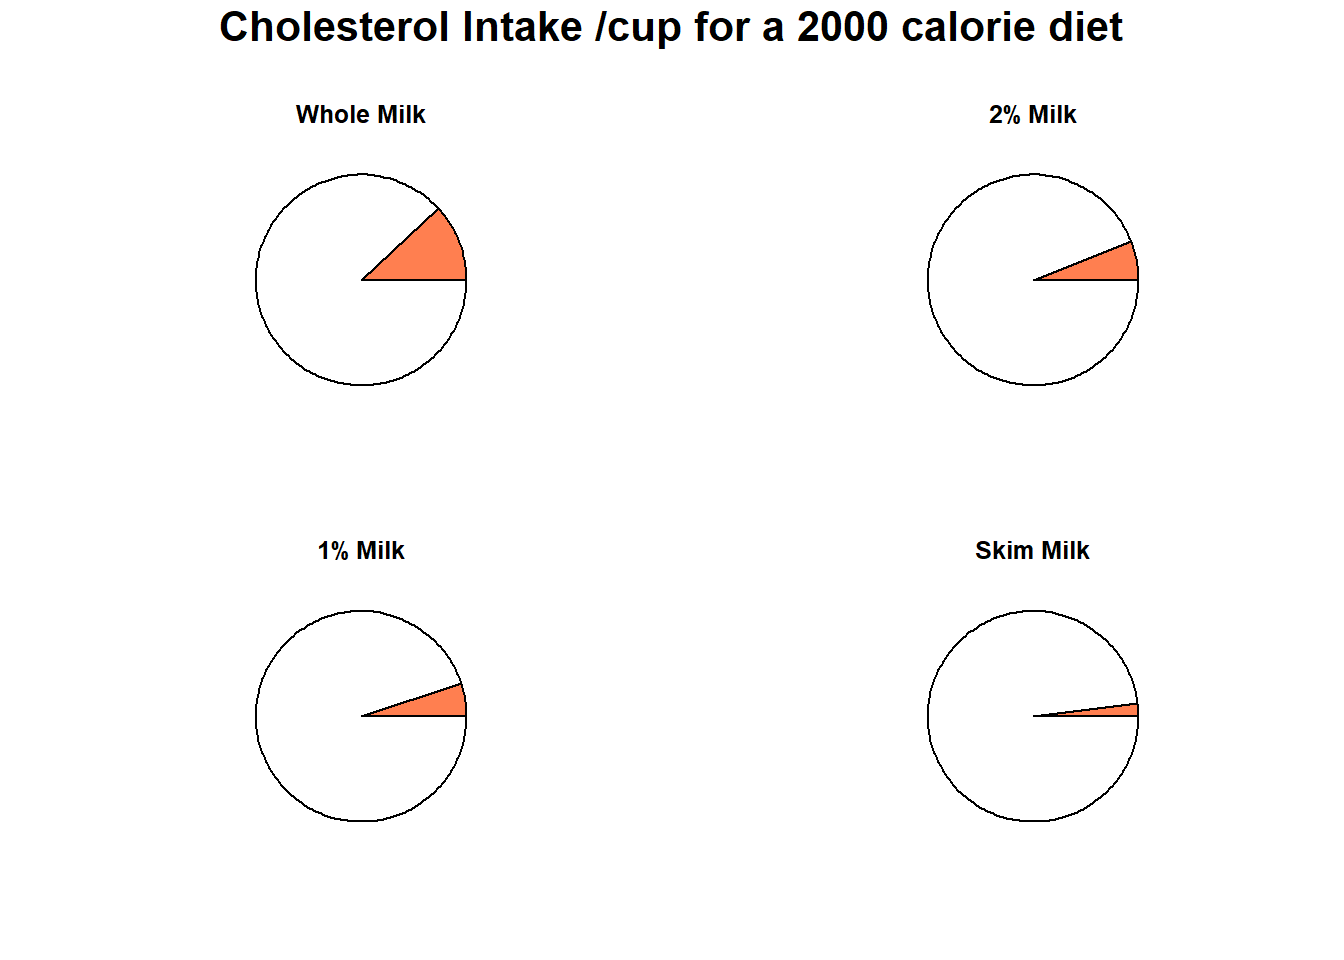 Cholesterol Intake /cup for a 2000 calorie diet
Whole Milk
2% Milk
1% Milk
Skim Milk